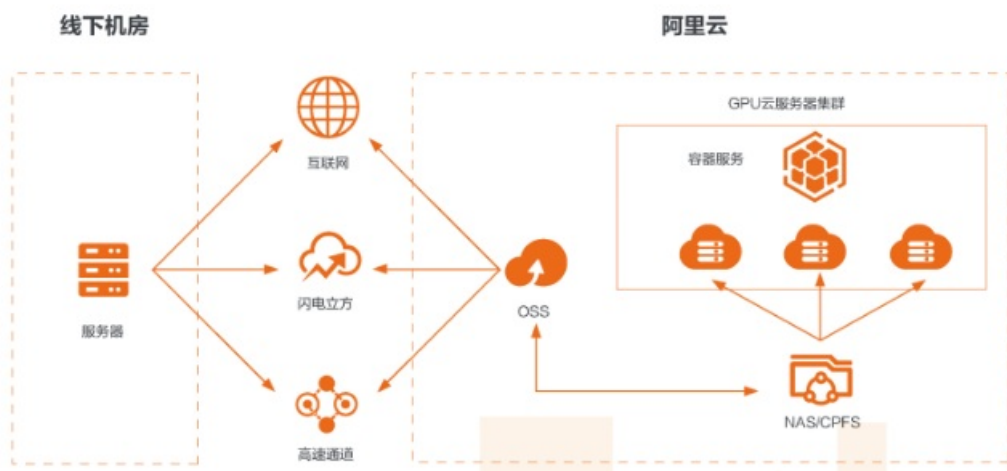 线下机房
阿里云
GPU云服务器集群
容器服务
互联网
服务器
闪电立方
OSS
高速通道
NAS/CPFS